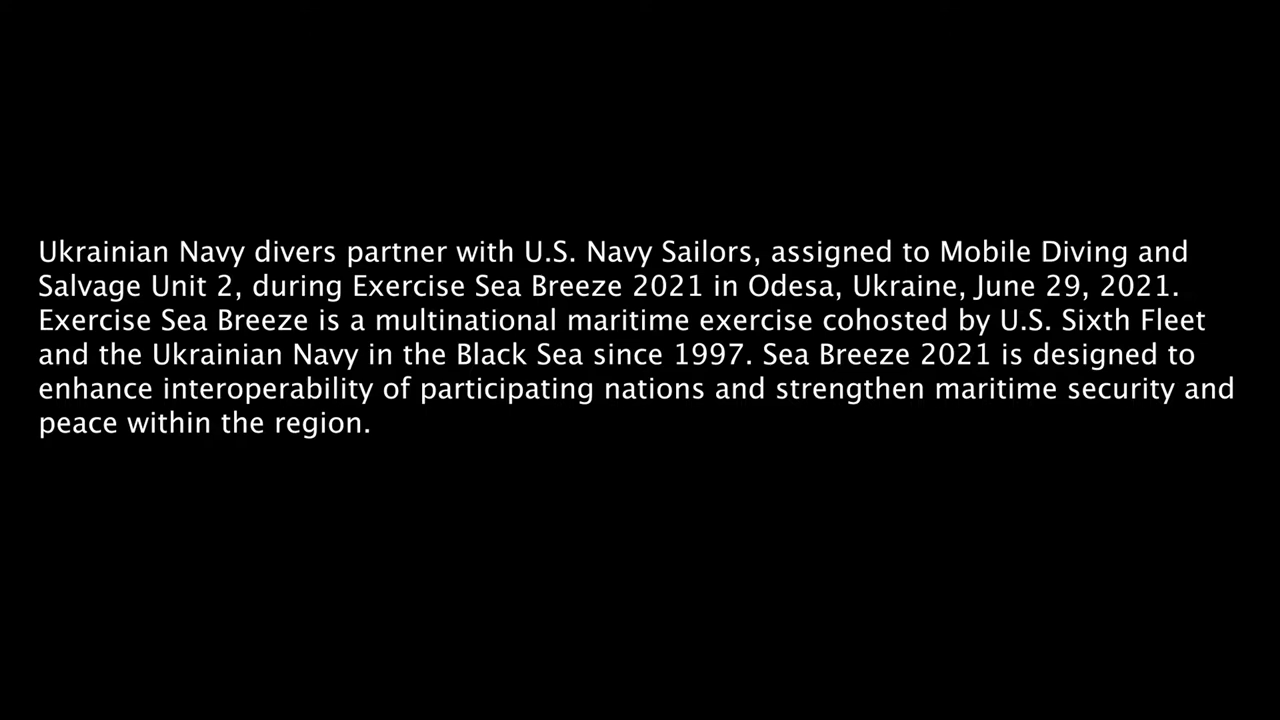 Ukrainian Navy divers partner with U.S. Navy Sailors, assigned to Mobile Diving and
Salvage Unit 2, during Exercise Sea Breeze 2021 in Odesa, Ukraine, June 29, 2021.
Exercise Sea Breeze is a multinational maritime exercise cohosted by U.S. Sixth Fleet
and the Ukrainian Navy in the Black Sea since 1997. Sea Breeze 2021 is designed to
enhance interoperability of participating nations and strengthen maritime security and
peace within the region.